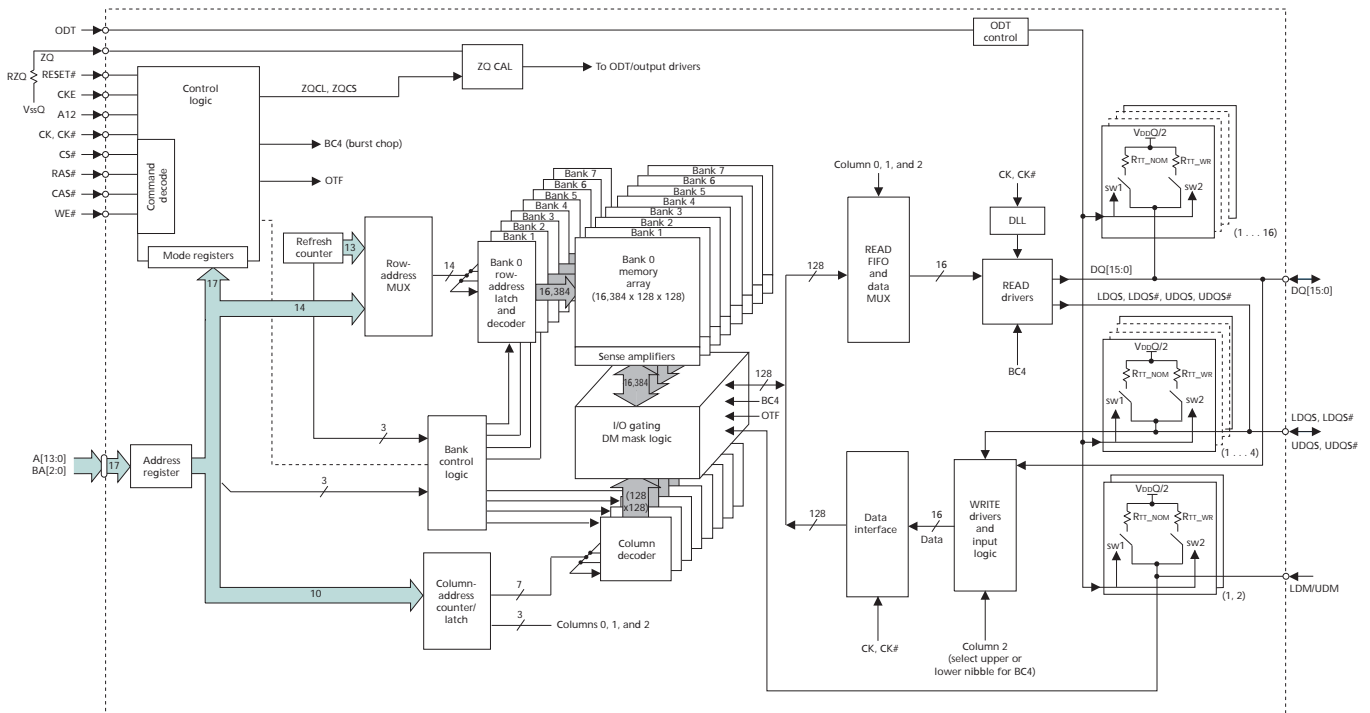 ODT
ODT
control
ZQ
RZQ
VSSQ
RESET#
CKE
A12
CK, CK#
CS#
RAS#
CAS#
WE#
Control
logic
Command
decode
Mode registers
ZQ CAL
To ODT/output drivers
ZQCL, ZQCS
BC4 (burst chop)
OTF
Refresh
counter
13
Row-
address
MUX
14
14
17
Bank 7
Bank 6
Bank 5
Bank 4
Bank 3
Bank 2
Bank 1
Bank 0
row-
address
latch
and
decoder
16,384
Bank 7
Bank 6
Bank 5
Bank 4
Bank 3
Bank 2
Bank 1
Bank 0
memory
array
(16,384 x 128 x 128)
Sense amplifiers
16,384
I/O gating
DM mask logic
128
BC4
OTF
(128
x128)
Column
decoder
A[13:0]
BA[2:0]
17
Address
register
3
3
Bank
control
logic
10
Column-
address
counter/
latch
7
3
Columns 0, 1, and 2
Column 0, 1, and 2
128
READ
FIFO
and
data
MUX
16
CK, CK#
DLL
READ
drivers
BC4
DQ[15:0]
LDQS, LDQS#, UDQS, UDQS#
128
Data
interface
CK, CK#
16
Data
WRITE
drivers
and
input
logic
Column 2
(select upper or
lower nibble for BC4)
VDDQ/2
RTT_NOM
RTT_WR
sw1
sw2
(1 . . . 16)
DQ[15:0]
VDDQ/2
RTT_NOM
RTT_WR
sw1
sw2
(1 . . . 4)
LDQS, LDQS#
UDQS, UDQS#
VDDQ/2
RTT_NOM
RTT_WR
sw1
sw2
(1, 2)
LDM/UDM